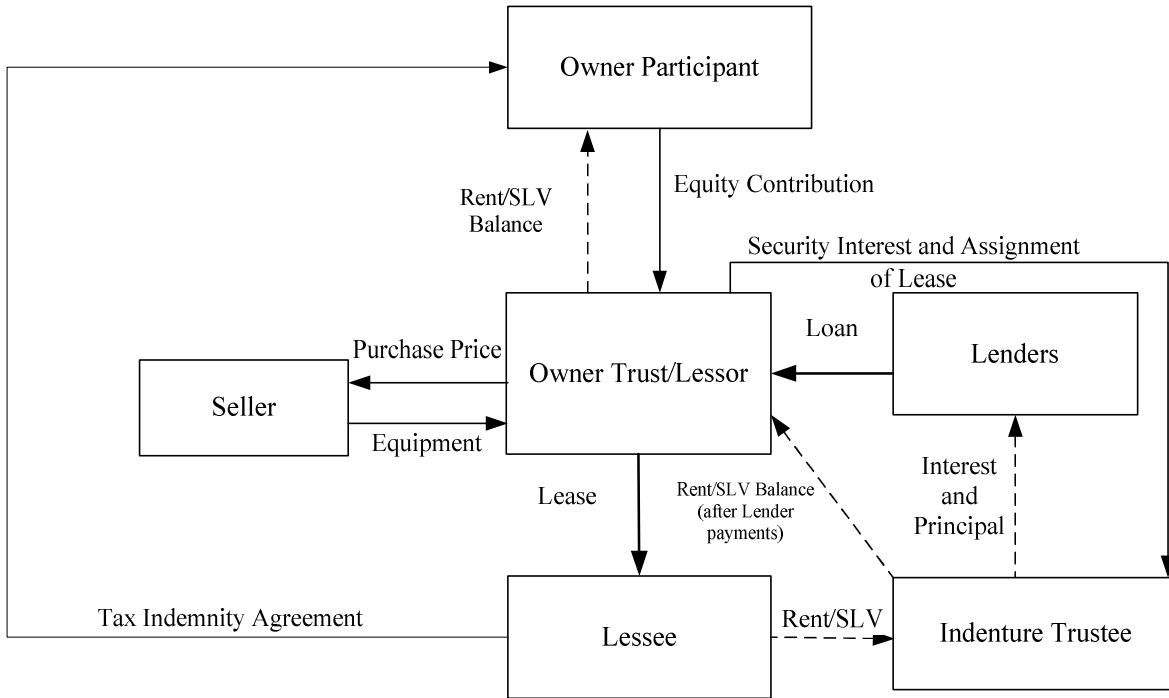 Owner Participant
Rent/SLV
Balance
Equity Contribution
Security Interest and Assignment
of Lease
Loan
Lenders
Purchase Price
Owner Trust/Lessor
Seller
Equipment
Lease
Rent/SLV Balance
(after Lender
payments)
Interest
and
Principal
Tax Indemnity Agreement
Lessee
Rent/SLV
Indenture Trustee